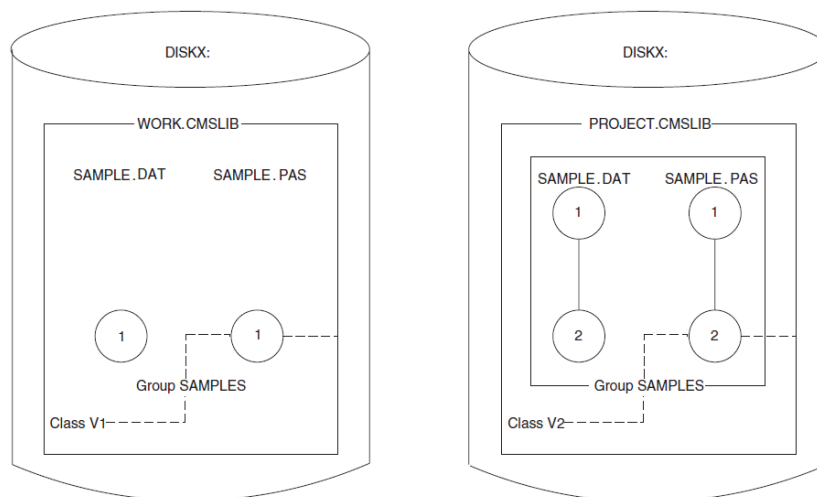 DISKX:
WORK.CMSLIB
SAMPLE.DAT SAMPLE.PAS
1 1
Group SAMPLES
Class V1
DISKX:
PROJECT.CMSLIB
SAMPLE.DAT SAMPLE.PAS
1 1
2 2
Group SAMPLES
Class V2